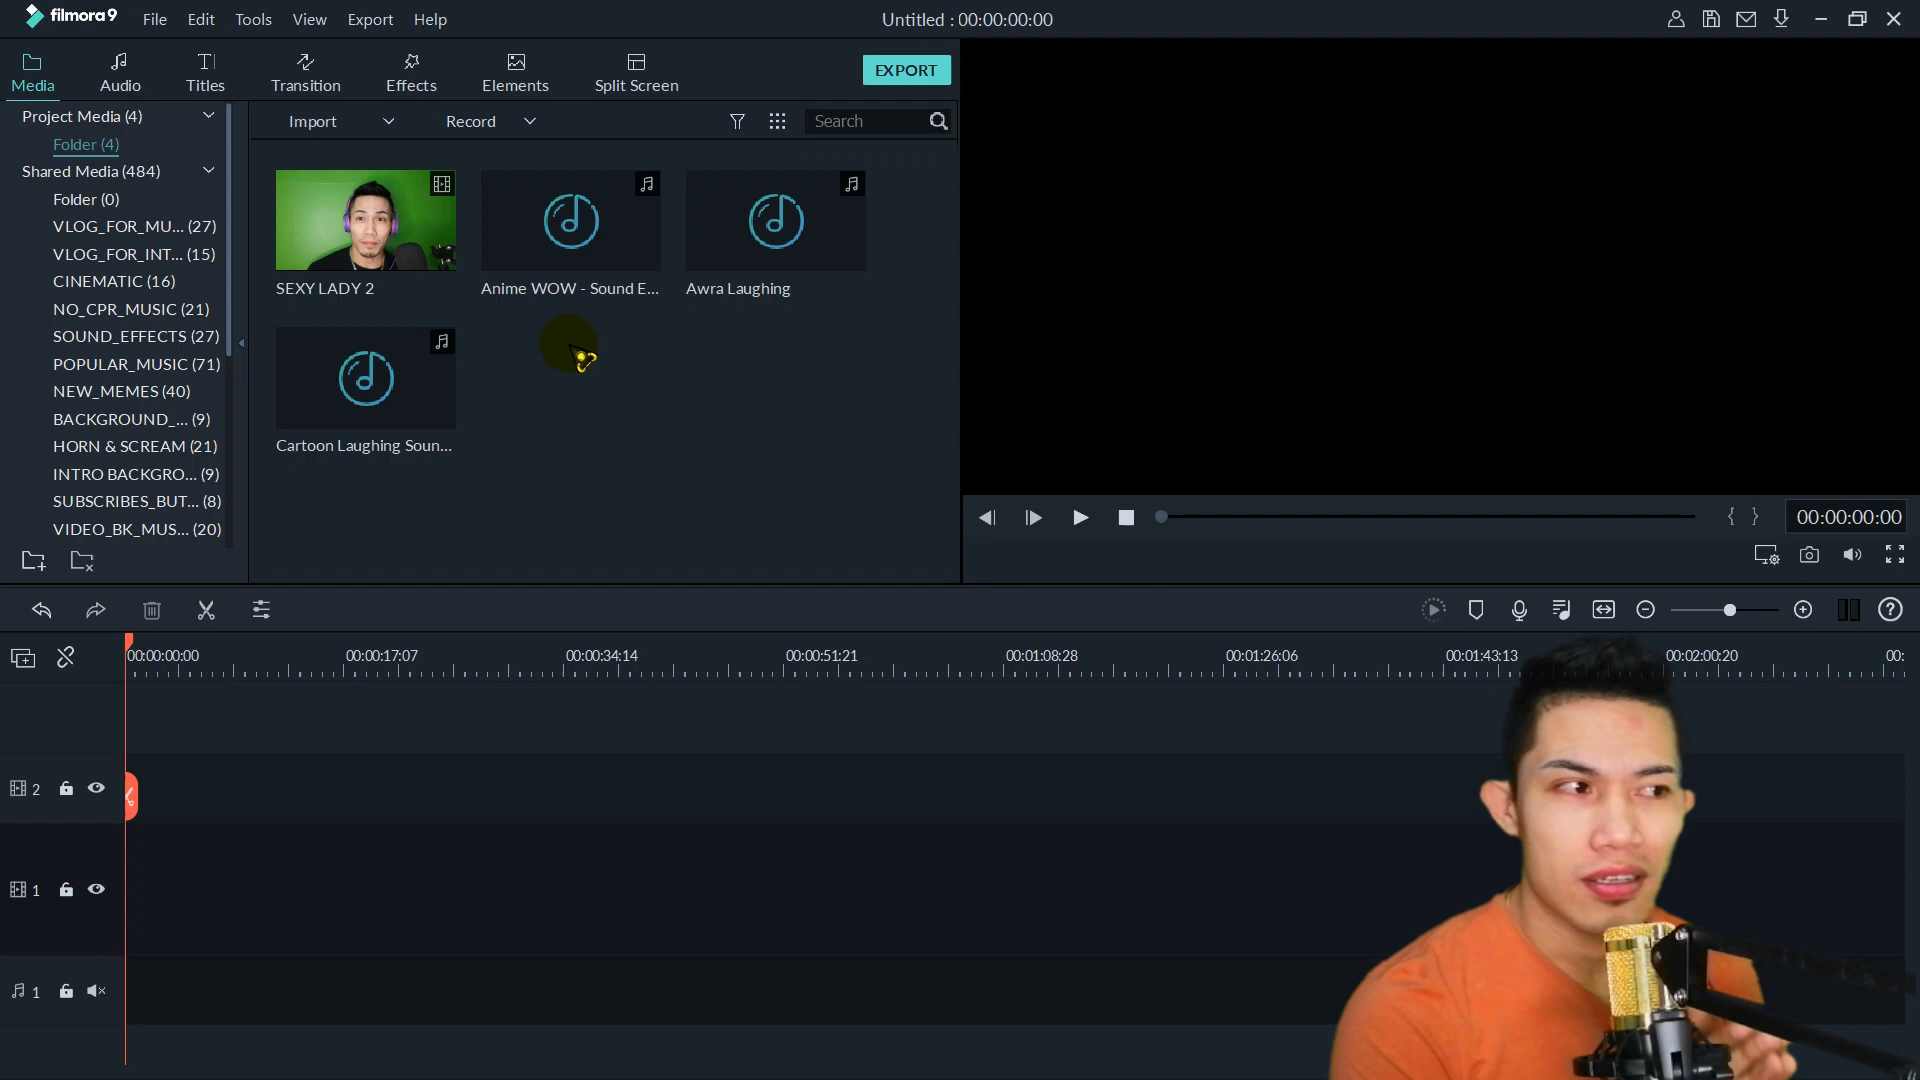 filmora9 File Edit Tools View Export Help Untitled : 00:00:00:00
Media Audio Titles Transition Effects Elements Split Screen EXPORT
Project Media (4)
Folder (4)
Shared Media (484)
Folder (0)
VLOG_FOR_MU... (27)
VLOG_FOR_INT... (15)
CINEMATIC (16)
NO_CPR_MUSIC (21)
SOUND_EFFECTS (27)
POPULAR_MUSIC (71)
NEW_MEMES (40)
BACKGROUND_... (9)
HORN & SCREAM (21)
INTRO BACKGRO... (9)
SUBSCRIBES_BUT... (8)
VIDEO_BK_MUS... (20)
Import Record Search
SEXY LADY 2 Anime WOW - Sound E... Awra Laughing
Cartoon Laughing Soun...
{ } 00:00:00:00
00:00:00:00 00:00:17:07 00:00:34:14 00:00:51:21 00:01:08:28 00:01:26:06 00:01:43:13 00:02:00:20 00:
2
1
1